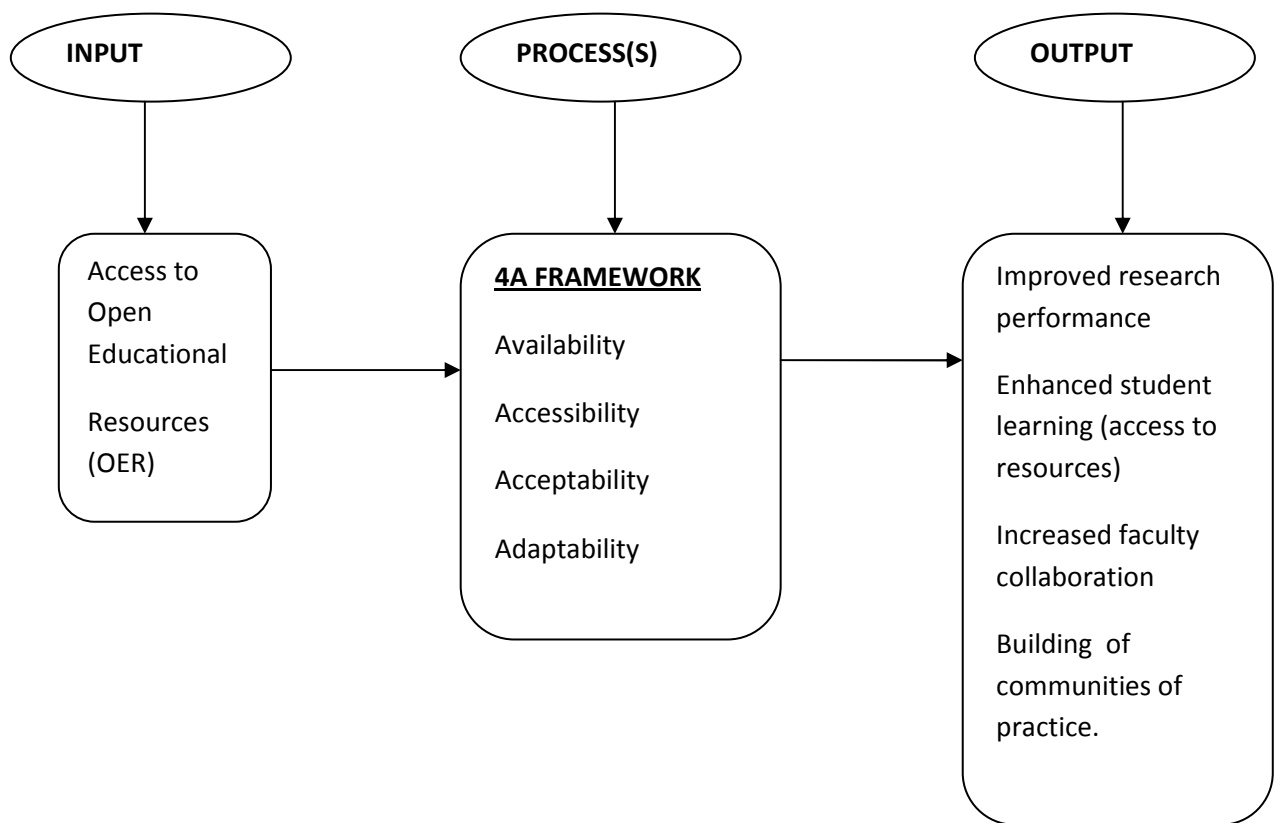 INPUT
PROCESS(S)
OUTPUT
Access to
Open
Educational
Resources
(OER)
4A FRAMEWORK
Availability
Accessibility
Acceptability
Adaptability
Improved research
performance
Enhanced student
learning (access to
resources)
Increased faculty
collaboration
Building of
communities of
practice.